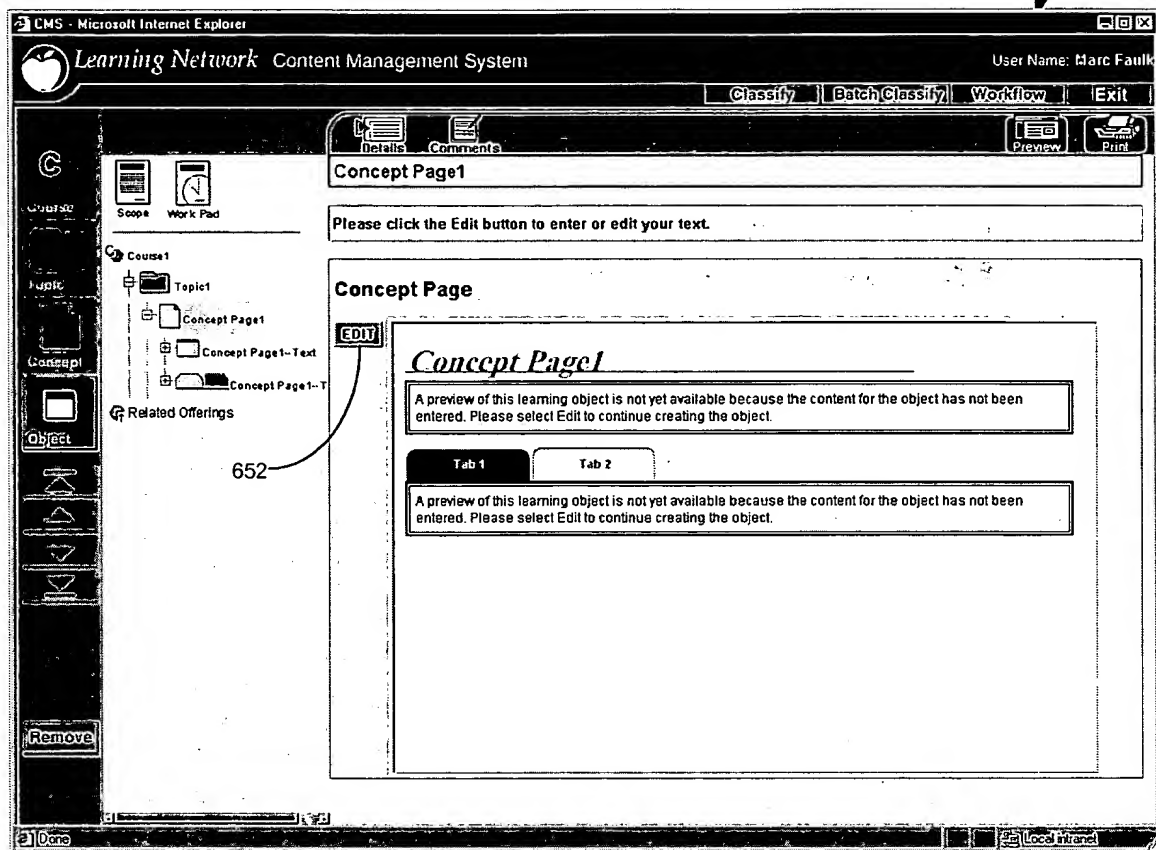 CMS - Microsoft Internet Explorer
Learning Network Content Management System
User Name: Marc Faulk
Classify Batch Classify Workflow Exit
Details Comments Preview Print
Concept Page1
Course
Scope Work Pad
Please click the Edit button to enter or edit your text.
Course1
Topic
Topic1
Concept Page
Concept Page1
EDIT
Concept Page1
Concept
Concept Page1--Text
Concept Page1--T
A preview of this learning object is not yet available because the content for the object has not been
entered. Please select Edit to continue creating the object.
Related Offerings
Object
652
Tab 1 Tab 2
A preview of this learning object is not yet available because the content for the object has not been
entered. Please select Edit to continue creating the object.
Remove
Done
Local intranet